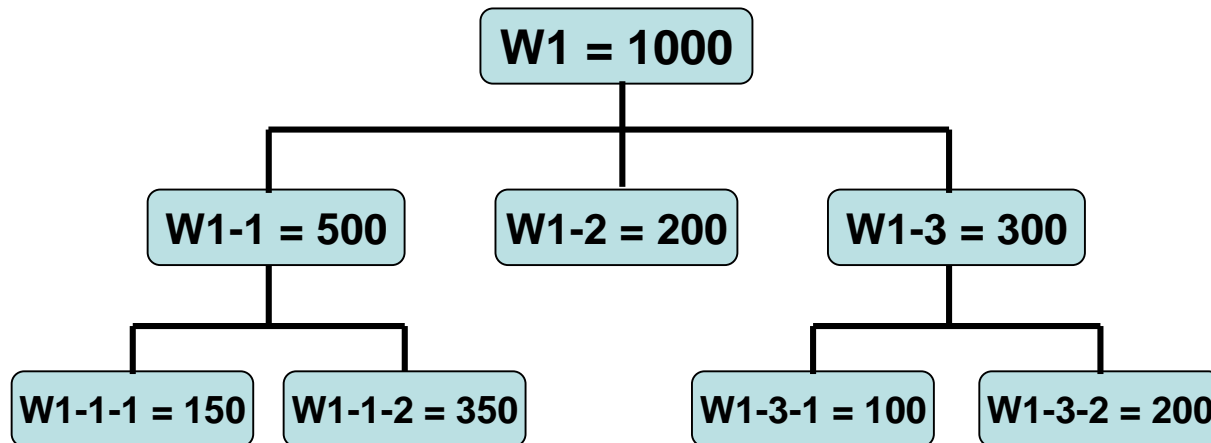 W1 = 1000
W1-1 = 500
W1-2 = 200
W1-3 = 300
W1-1-1 = 150
W1-1-2 = 350
W1-3-1 = 100
W1-3-2 = 200